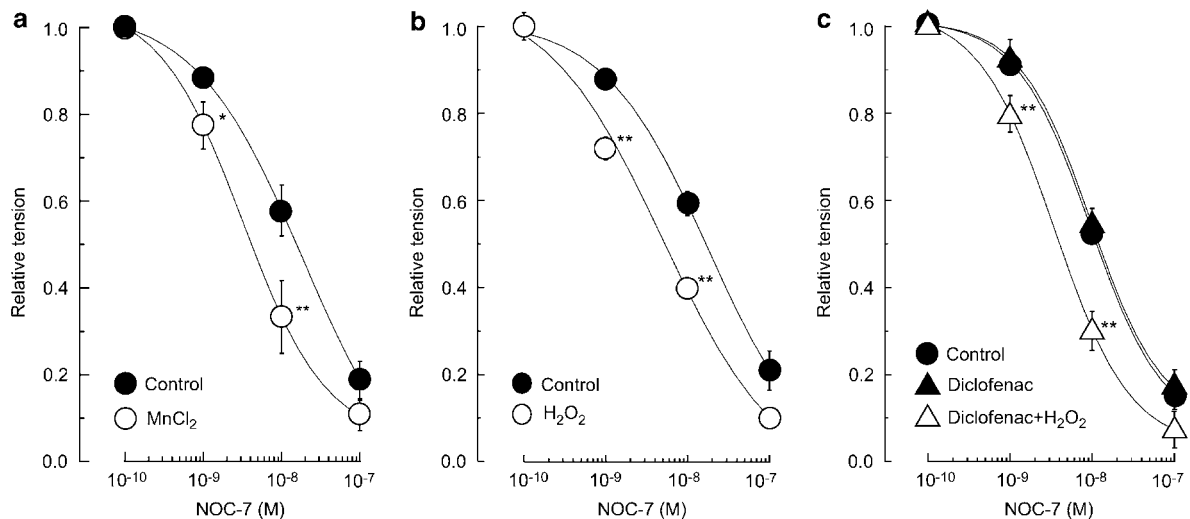 a
1.0
0.8
0.6
0.4
0.2
0.0
Relative tension
*
**
Control
MnCl₂
10⁻¹⁰ 10⁻⁹ 10⁻⁸ 10⁻⁷
NOC-7 (M)
b
1.0
0.8
0.6
0.4
0.2
0.0
Relative tension
**
**
Control
H₂O₂
10⁻¹⁰ 10⁻⁹ 10⁻⁸ 10⁻⁷
NOC-7 (M)
c
1.0
0.8
0.6
0.4
0.2
0.0
Relative tension
**
**
Control
Diclofenac
Diclofenac+H₂O₂
10⁻¹⁰ 10⁻⁹ 10⁻⁸ 10⁻⁷
NOC-7 (M)